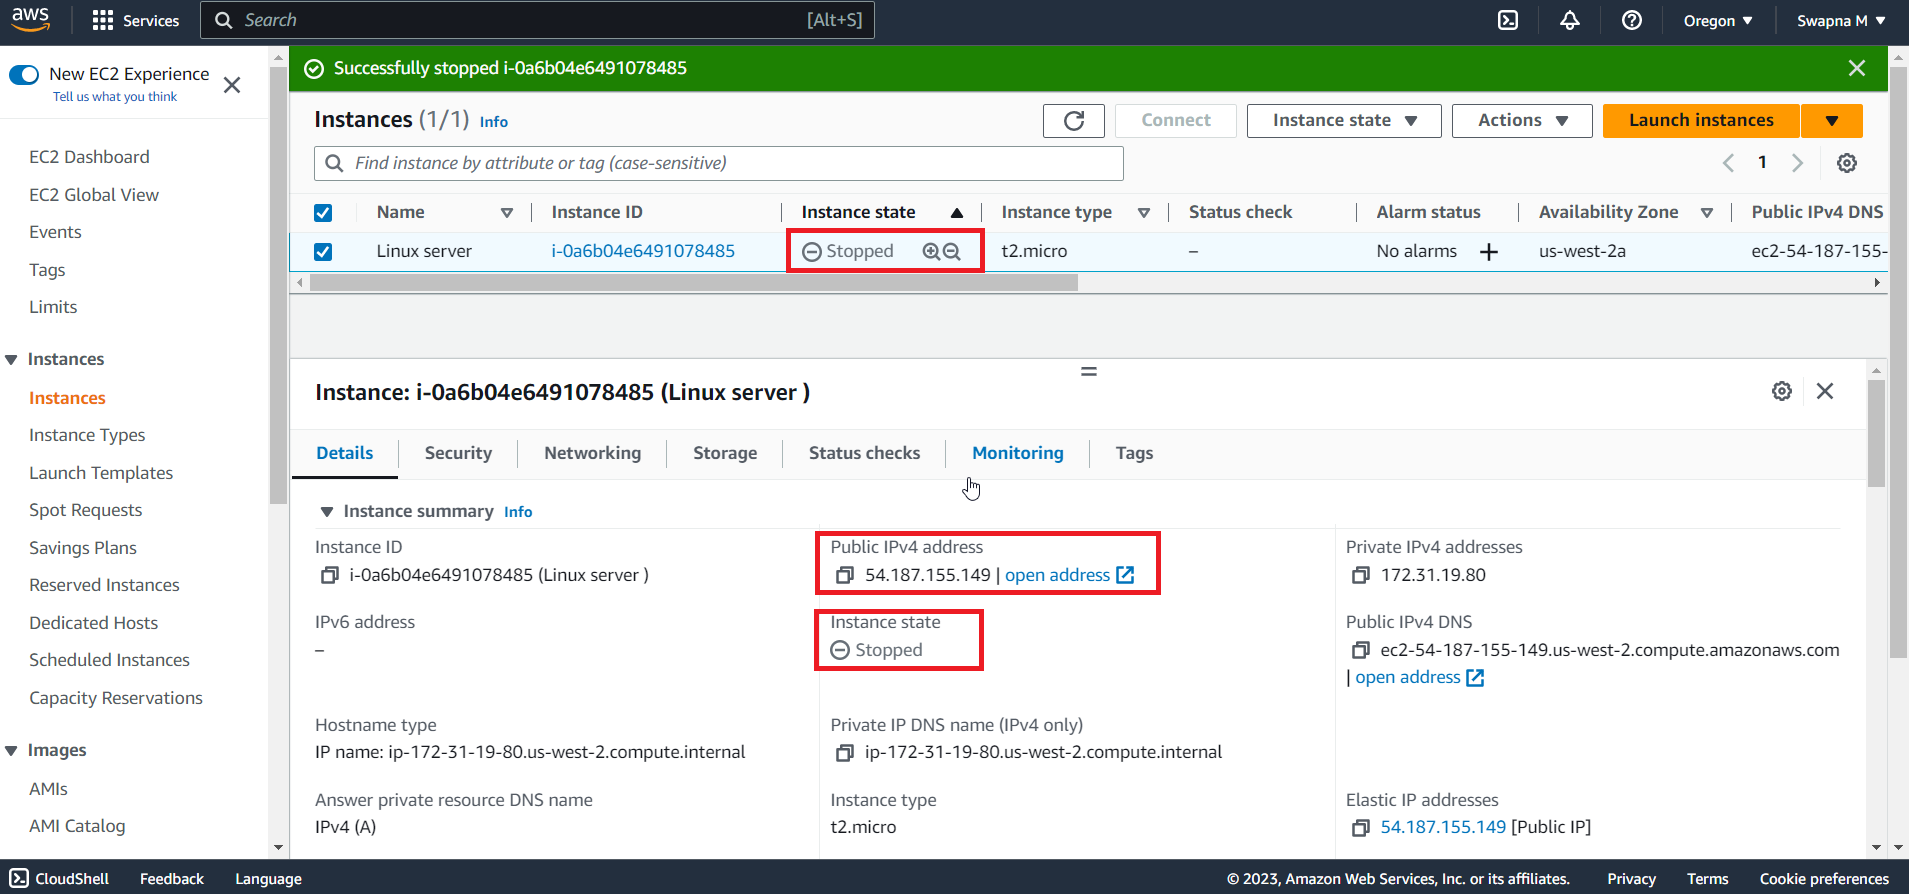 aws Services Search [Alt+S] Oregon Swapna M
New EC2 Experience
Tell us what you think
EC2 Dashboard
EC2 Global View
Events
Tags
Limits
Instances
Instances
Instance Types
Launch Templates
Spot Requests
Savings Plans
Reserved Instances
Dedicated Hosts
Scheduled Instances
Capacity Reservations
Images
AMIs
AMI Catalog
Successfully stopped i-0a6b04e6491078485
Instances (1/1) Info Connect Instance state Actions Launch instances
Find instance by attribute or tag (case-sensitive) 1
Name Instance ID Instance state Instance type Status check Alarm status Availability Zone Public IPv4 DNS
Linux server i-0a6b04e6491078485 Stopped t2.micro – No alarms + us-west-2a ec2-54-187-155-
Instance: i-0a6b04e6491078485 (Linux server )
Details Security Networking Storage Status checks Monitoring Tags
Instance summary Info
Instance ID
i-0a6b04e6491078485 (Linux server )
Public IPv4 address
54.187.155.149 | open address
Private IPv4 addresses
172.31.19.80
IPv6 address
–
Instance state
Stopped
Public IPv4 DNS
ec2-54-187-155-149.us-west-2.compute.amazonaws.com
| open address
Hostname type
IP name: ip-172-31-19-80.us-west-2.compute.internal
Private IP DNS name (IPv4 only)
ip-172-31-19-80.us-west-2.compute.internal
Answer private resource DNS name
IPv4 (A)
Instance type
t2.micro
Elastic IP addresses
54.187.155.149 [Public IP]
CloudShell Feedback Language © 2023, Amazon Web Services, Inc. or its affiliates. Privacy Terms Cookie preferences